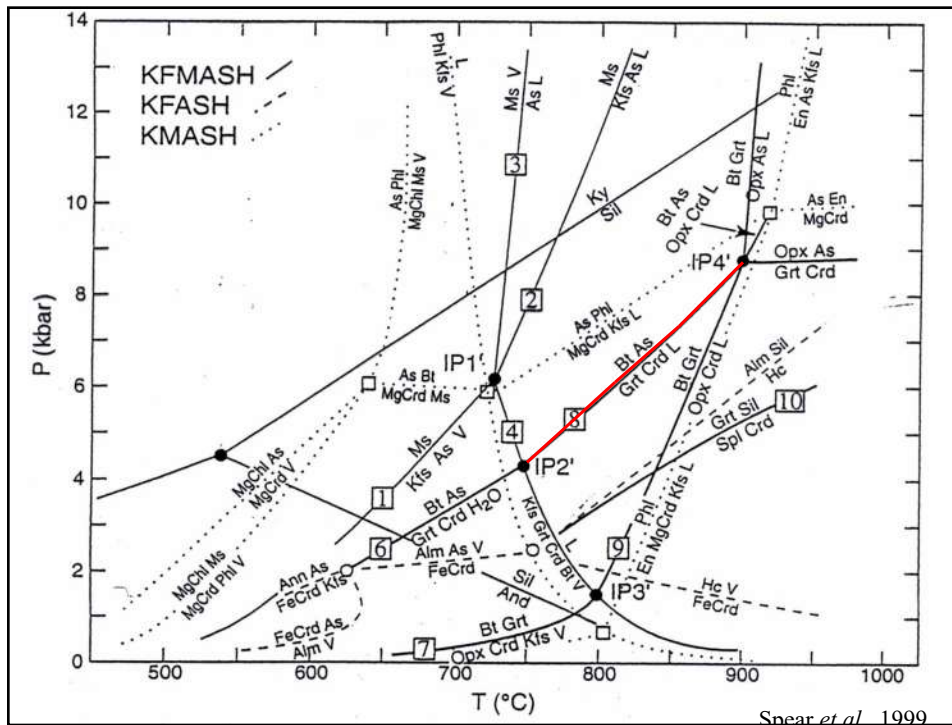 KFMASH
KFASH
KMASH
P (kbar)
14
12
10
8
6
4
2
0
500
600
700
800
900
1000
T (°C)
Phl Kfs V
L
Ms V
As L
Ms
Kfs As L
Phl
En As Kfs L
Bt Grt
Opx As L
As Phl
MgChl Ms V
Ky
Sil
3
2
Bt As
Opx Crd L
As En
MgCrd
IP4'
Opx As
Grt Crd
As Phl
MgCrd Kfs L
IP1'
As Bt
MgCrd Ms
Bt As
Grt Crd L
Bt Grt
Opx Crd L
Alm Sil
Hc
8
4
Grt Sil
Spl Crd
10
MgChl As
MgCrd V
Ms
Kfs As V
IP2'
1
Bt As
Grt Crd H2O
Kfs Grt Crd Bt V
L
Phl
En MgCrd Kfs L
MgChl Ms
MgCrd Phl V
6
Alm As V
FeCrd
9
Ann As
FeCrd Kfs
Sil
And
IP3'
Hc V
FeCrd
FeCrd As
Alm V
Bt Grt
Opx Crd Kfs V
7
Spear et al., 1999